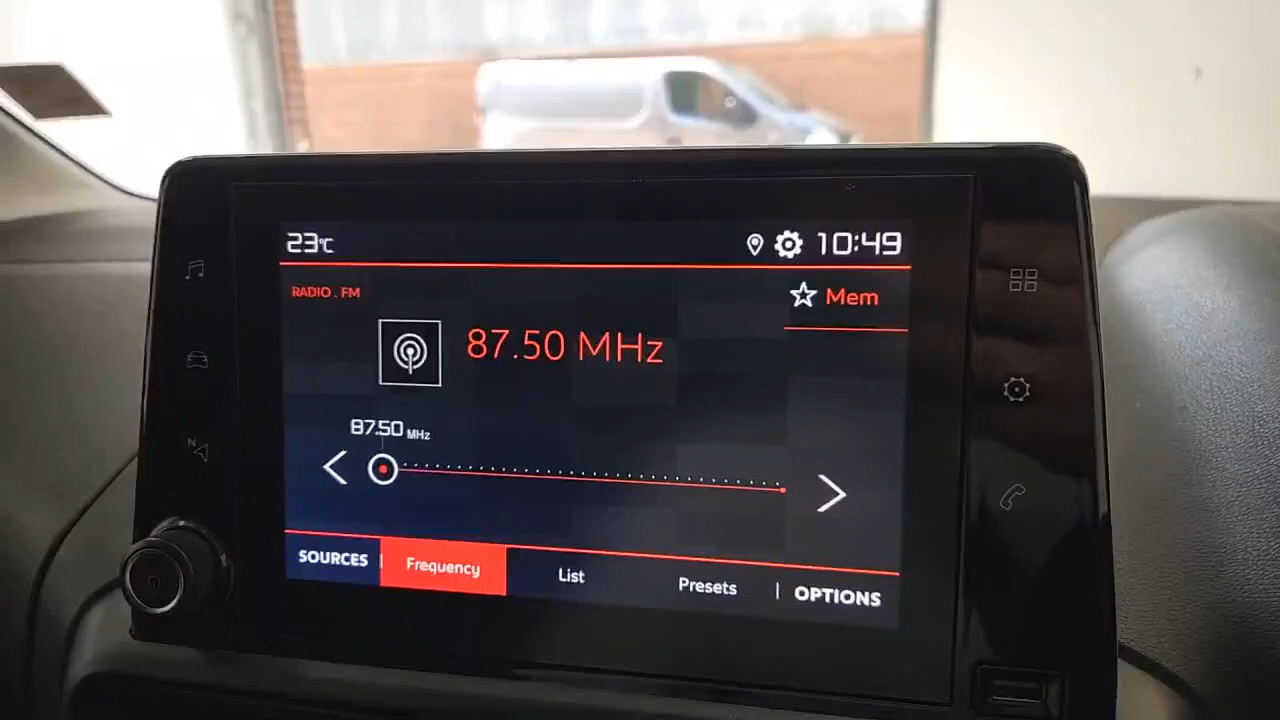 23°C 10:49
RADIO . FM
Mem
87.50 MHz
87.50 MHz
N
SOURCES | Frequency List Presets | OPTIONS